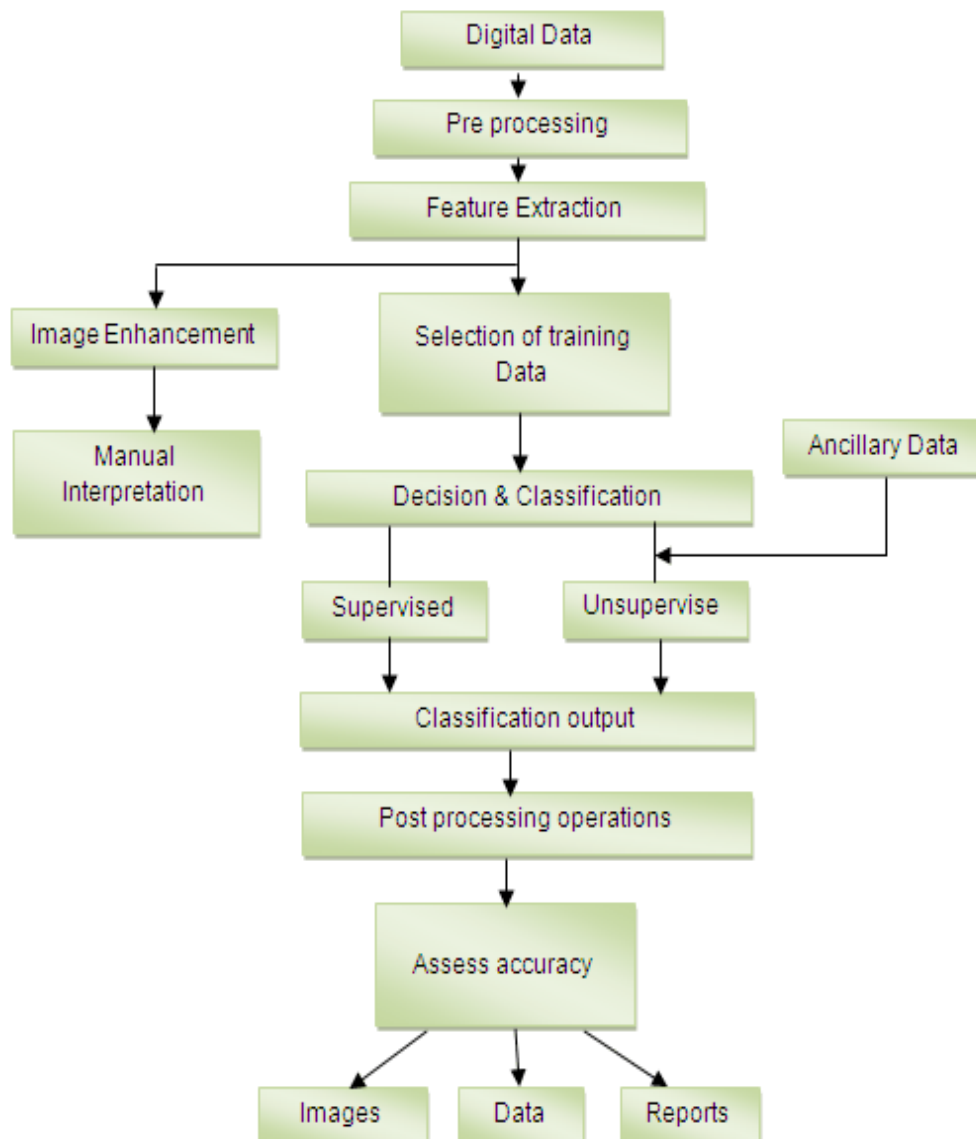 Digital Data
Pre processing
Feature Extraction
Image Enhancement
Selection of training
Data
Manual
Interpretation
Ancillary Data
Decision & Classification
Supervised
Unsupervise
Classification output
Post processing operations
Assess accuracy
Images
Data
Reports